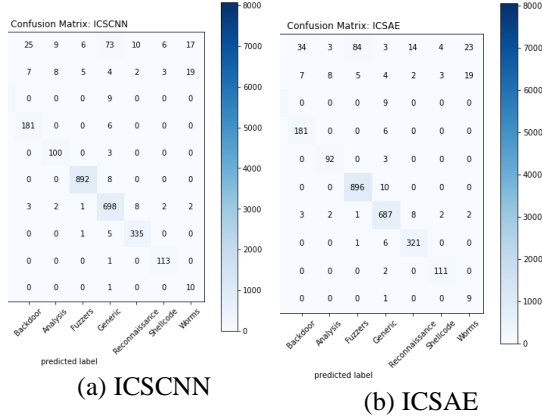 Confusion Matrix: ICSCNN
25 9 6 73 10 6 17
7 8 5 4 2 3 19
0 0 0 9 0 0 0
181 0 0 6 0 0 0
0 100 0 3 0 0 0
0 0 892 8 0 0 0
3 2 1 698 8 2 2
0 0 1 5 335 0 0
0 0 0 1 0 113 0
0 0 0 1 0 0 10
Backdoor Analysis Fuzzers Generic Reconnaissance Shellcode Worms
predicted label
8000
7000
6000
5000
4000
3000
2000
1000
0
(a) ICSCNN
Confusion Matrix: ICSAE
34 3 84 3 14 4 23
7 8 5 4 2 3 19
0 0 0 9 0 0 0
181 0 0 6 0 0 0
0 92 0 3 0 0 0
0 0 896 10 0 0 0
3 2 1 687 8 2 2
0 0 1 6 321 0 0
0 0 0 2 0 111 0
0 0 0 1 0 0 9
Backdoor Analysis Fuzzers Generic Reconnaissance Shellcode Worms
predicted label
8000
7000
6000
5000
4000
3000
2000
1000
0
(b) ICSAE